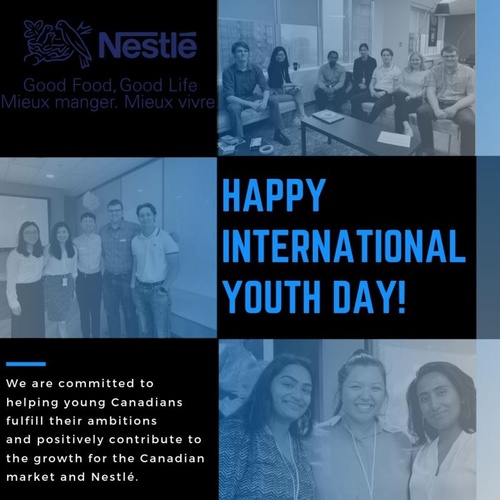 Nestlé
Good Food, Good Life
Mieux manger. Mieux vivre
HAPPY
INTERNATIONAL
YOUTH DAY!
We are committed to
helping young Canadians
fulfill their ambitions
and positively contribute to
the growth for the Canadian
market and Nestlé.